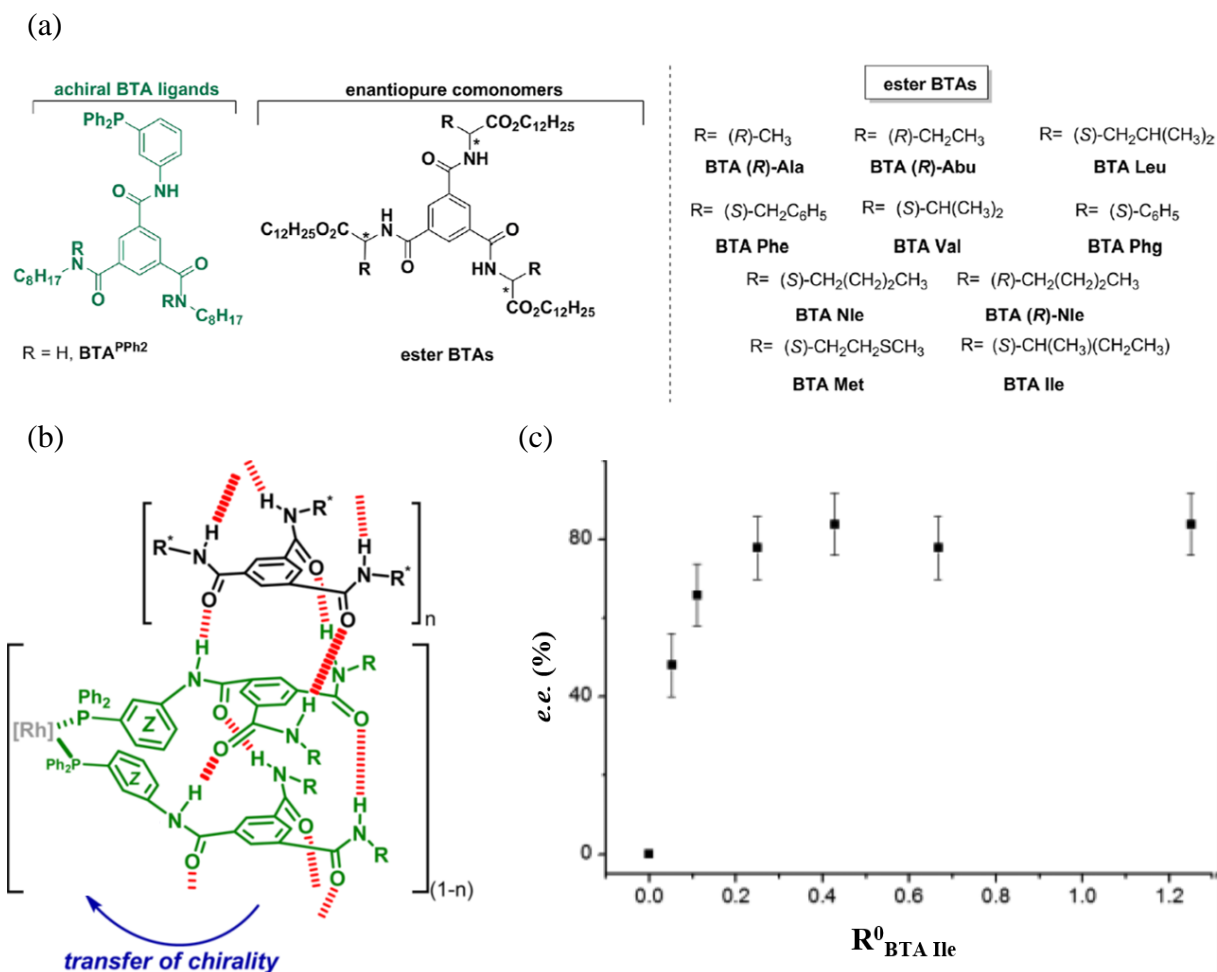 (a)
achiral BTA ligands
enantiopure comonomers
ester BTAs
Ph₂P
NH
O
R
N
C₈H₁₇
O
O
RN
C₈H₁₇
R = H, BTA^PPh2
R
CO₂C₁₂H₂₅
*
O
NH
C₁₂H₂₅O₂C
H
N
*
R
O
O
HN
R
*
CO₂C₁₂H₂₅
ester BTAs
R= (R)-CH₃
R= (R)-CH₂CH₃
R= (S)-CH₂CH(CH₃)₂
BTA (R)-Ala
BTA (R)-Abu
BTA Leu
R= (S)-CH₂C₆H₅
R= (S)-CH(CH₃)₂
R= (S)-C₆H₅
BTA Phe
BTA Val
BTA Phg
R= (S)-CH₂(CH₂)₂CH₃
R= (R)-CH₂(CH₂)₂CH₃
BTA Nle
BTA (R)-Nle
R= (S)-CH₂CH₂SCH₃
R= (S)-CH(CH₃)(CH₂CH₃)
BTA Met
BTA Ile
(b)
H
N
R*
H
R*
N
O
H
N
R*
O
O
n
H
N
H
N
R
Ph₂
P
Z
[Rh]
O
H
N
R
O
O
Ph₂P
Z
H
N
H
N
R
O
O
H
N
R
O
(1-n)
transfer of chirality
(c)
80
40
0
e.e. (%)
0.0
0.2
0.4
0.6
0.8
1.0
1.2
R⁰BTA Ile